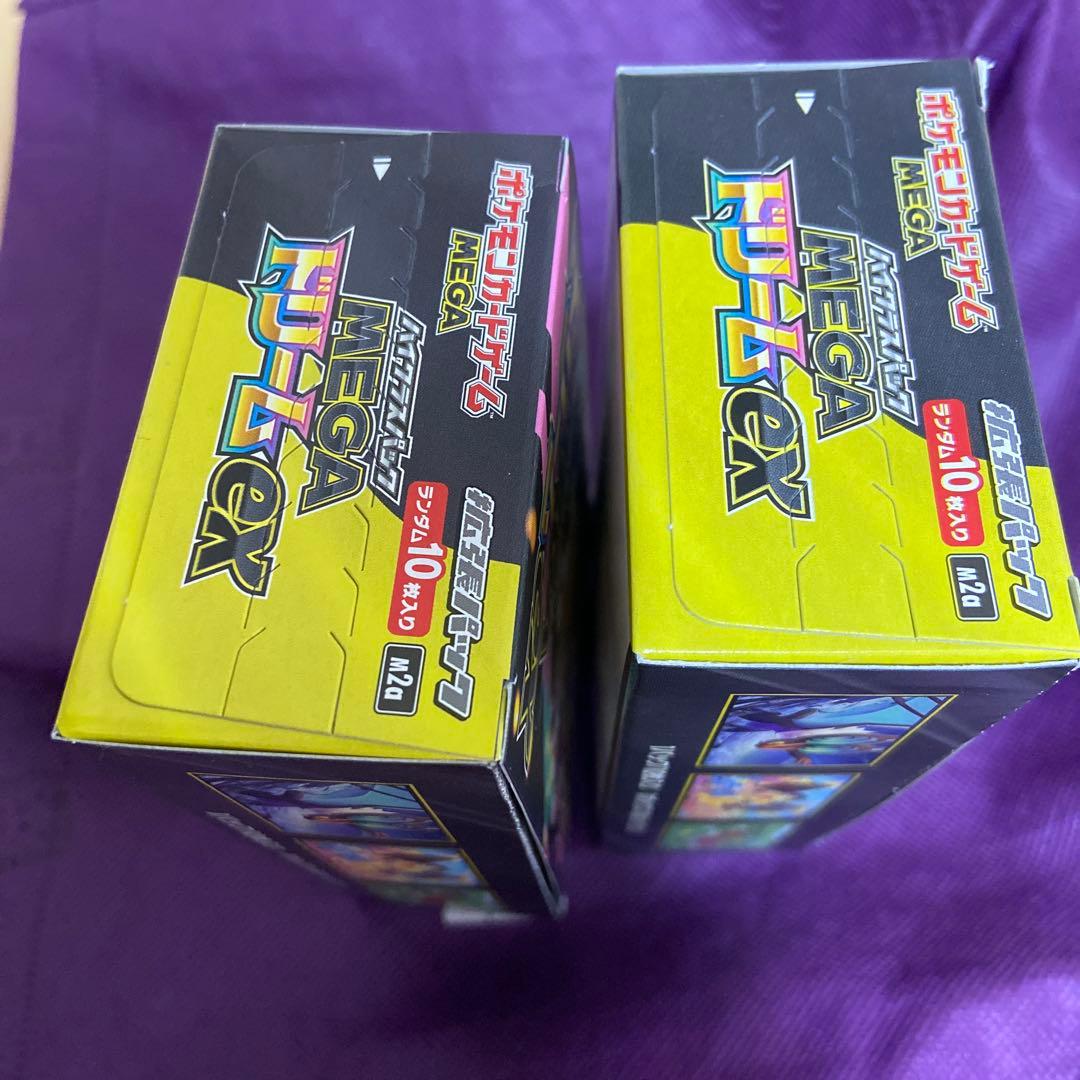 ポケモンカードゲーム
MEGA
ハイクラスパック
MEGA
ドリームex
拡張パック
ランダム10枚入り
M2a
ポケモンカードゲーム
MEGA
ハイクラスパック
MEGA
ドリームex
拡張パック
ランダム10枚入り
M2a